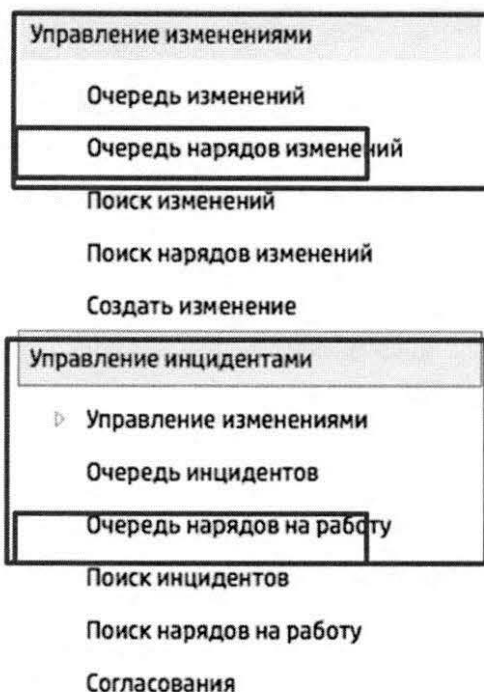 Управление изменениями
Очередь изменений
Очередь нарядов изменений
Поиск изменений
Поиск нарядов изменений
Создать изменение
Управление инцидентами
Управление изменениями
Очередь инцидентов
Очередь нарядов на работу
Поиск инцидентов
Поиск нарядов на работу
Согласования